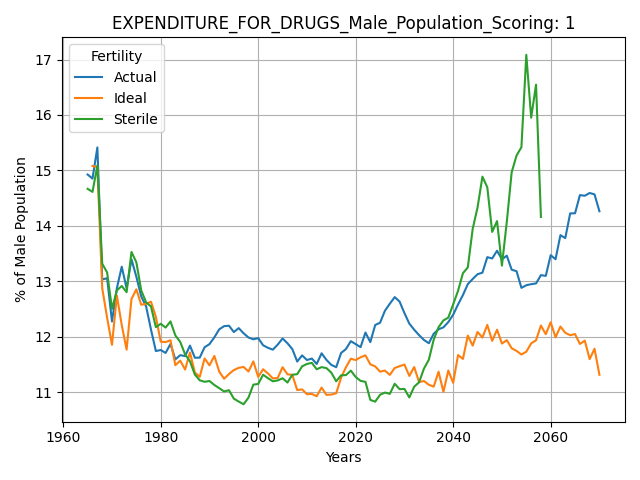 EXPENDITURE_FOR_DRUGS_Male_Population_Scoring: 1
Fertility
Actual
Ideal
Sterile
% of Male Population
17
16
15
14
13
12
11
1960
1980
2000
2020
2040
2060
Years